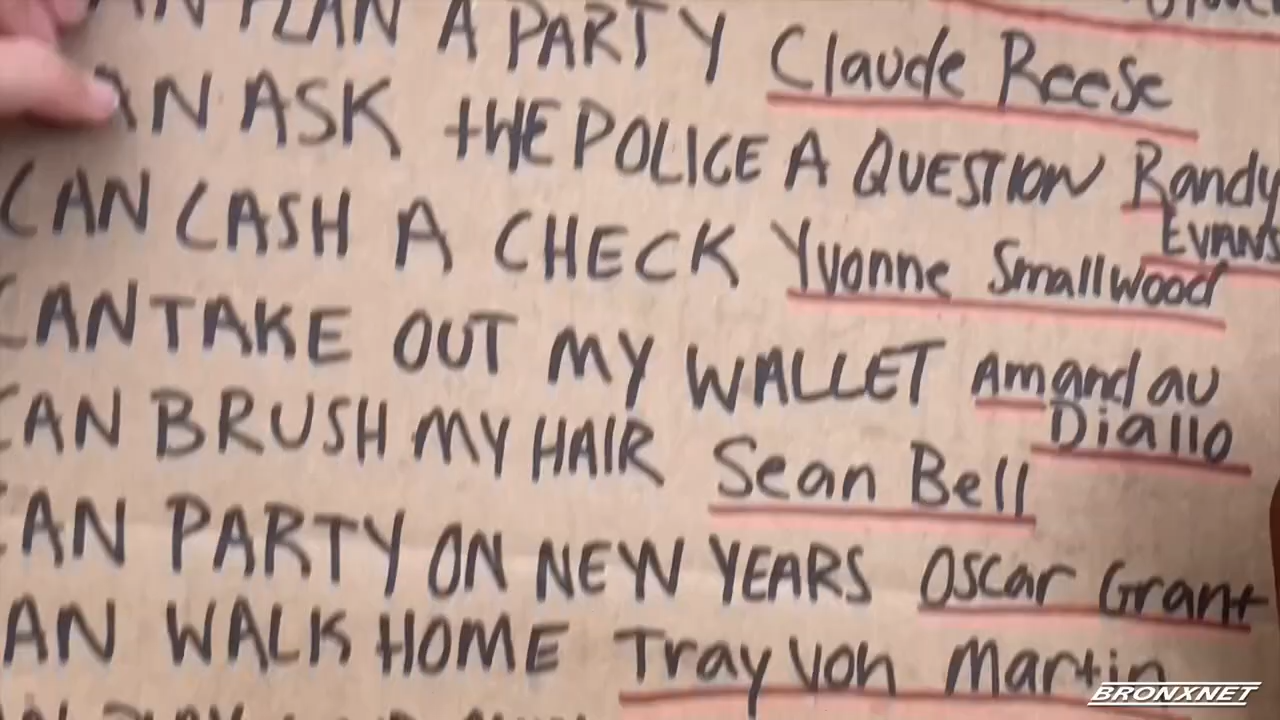 AN PLAN A PARTY Claude Reese
AN ASK tHE POLICE A QUESTION Randy
EVANS
CAN CASH A CHECK Yvonne Smallwood
CAN TAKE OUT MY WALLET Amandau
Diallo
CAN BRUSH MY HAIR Sean Bell
CAN PARTY ON NEW YEARS Oscar Grant
AN WALK HOME Trayvon Martin
BRONXNET